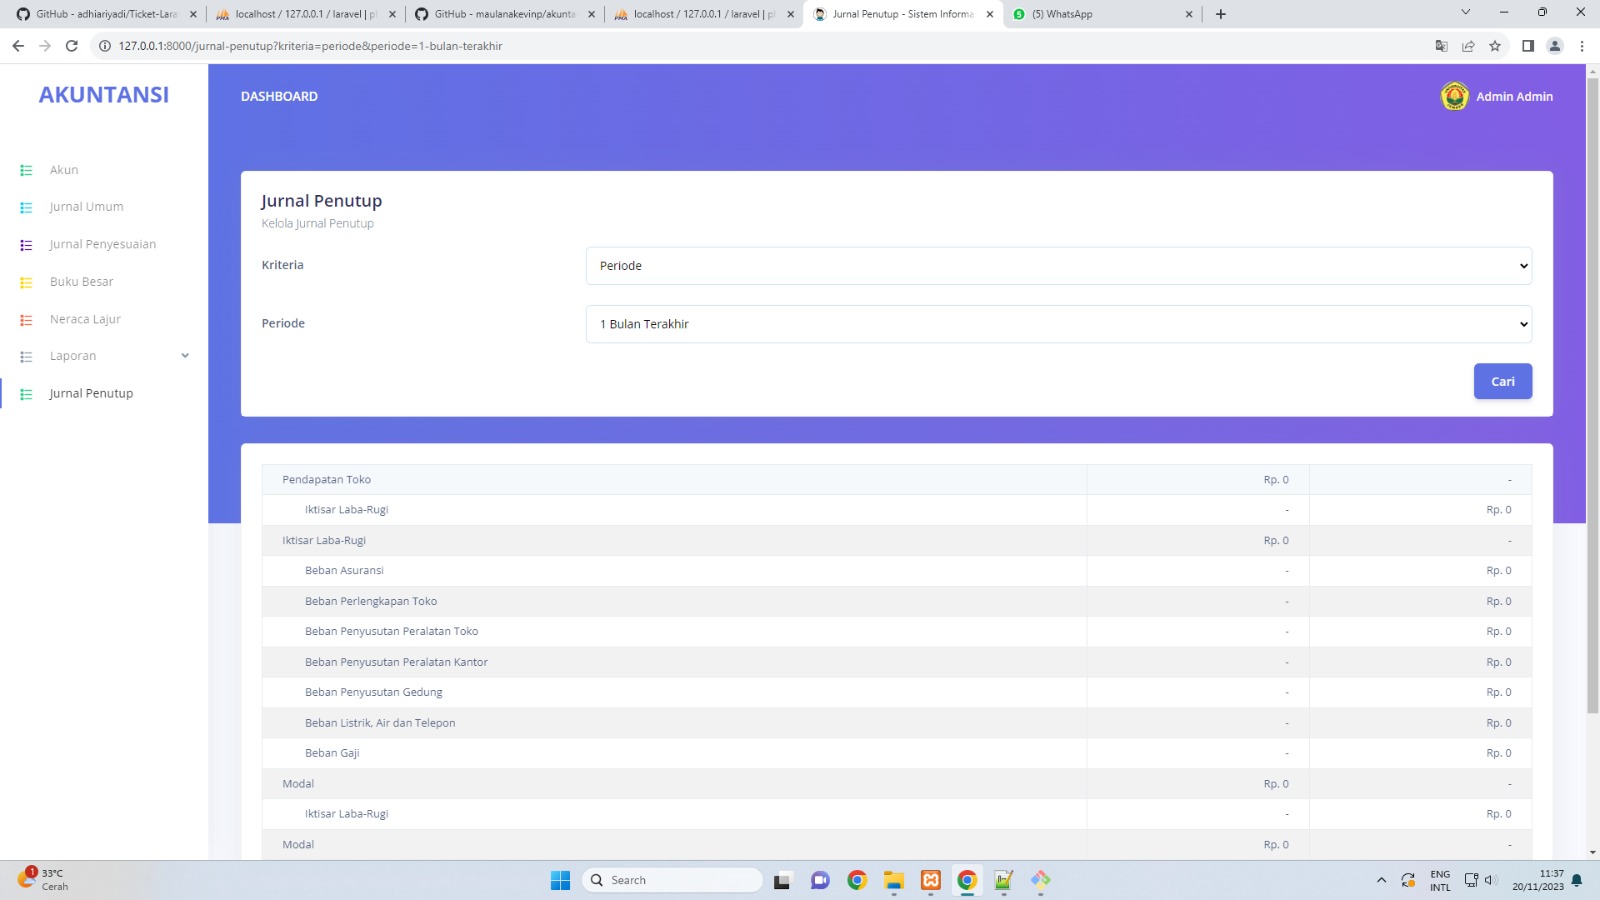 GitHub - adhiariyadi/Ticket-Lara
localhost / 127.0.0.1 / laravel | p
GitHub - maulanakevinp/akunta
localhost / 127.0.0.1 / laravel | p
Jurnal Penutup - Sistem Informa
(5) WhatsApp
127.0.0.1:8000/jurnal-penutup?kriteria=periode&periode=1-bulan-terakhir
AKUNTANSI
DASHBOARD
Admin Admin
Akun
Jurnal Umum
Jurnal Penyesuaian
Buku Besar
Neraca Lajur
Laporan
Jurnal Penutup
Jurnal Penutup
Kelola Jurnal Penutup
Kriteria
Periode
Periode
1 Bulan Terakhir
Cari
Pendapatan Toko Rp. 0 -
Iktisar Laba-Rugi - Rp. 0
Iktisar Laba-Rugi Rp. 0 -
Beban Asuransi - Rp. 0
Beban Perlengkapan Toko - Rp. 0
Beban Penyusutan Peralatan Toko - Rp. 0
Beban Penyusutan Peralatan Kantor - Rp. 0
Beban Penyusutan Gedung - Rp. 0
Beban Listrik, Air dan Telepon - Rp. 0
Beban Gaji - Rp. 0
Modal Rp. 0 -
Iktisar Laba-Rugi - Rp. 0
Modal Rp. 0 -
1
33°C
Cerah
Search
ENG
INTL
11:37
20/11/2023